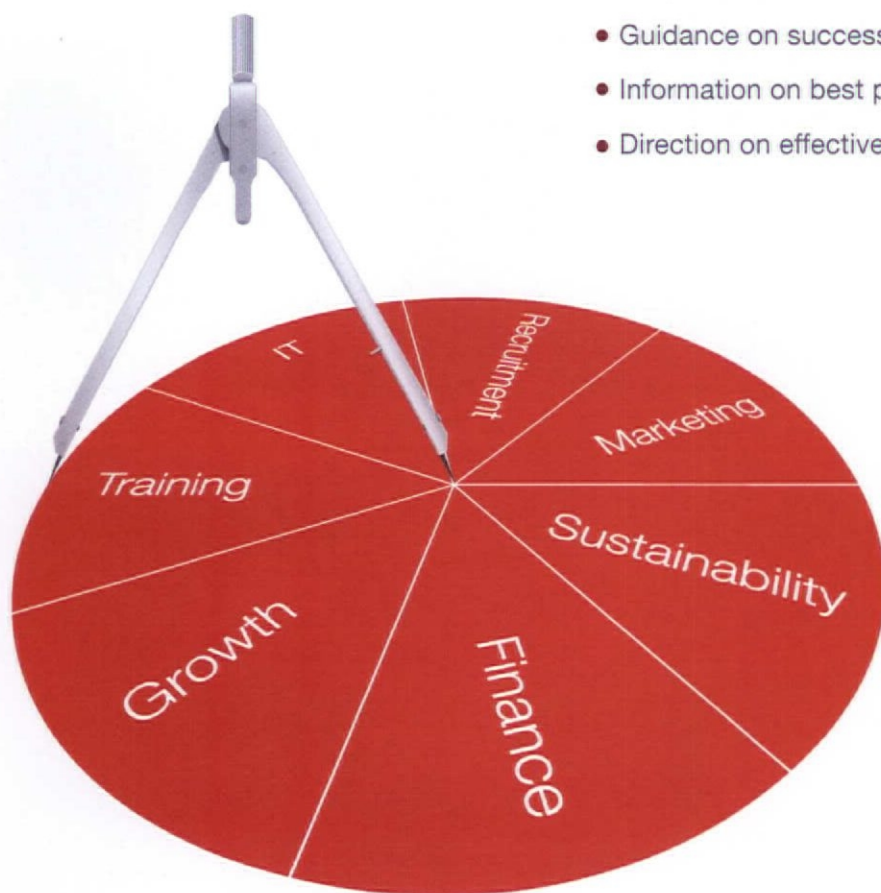 Guidance on success
Information on best p
Direction on effective
IT
Recruitment
Marketing
Training
Sustainability
Growth
Finance